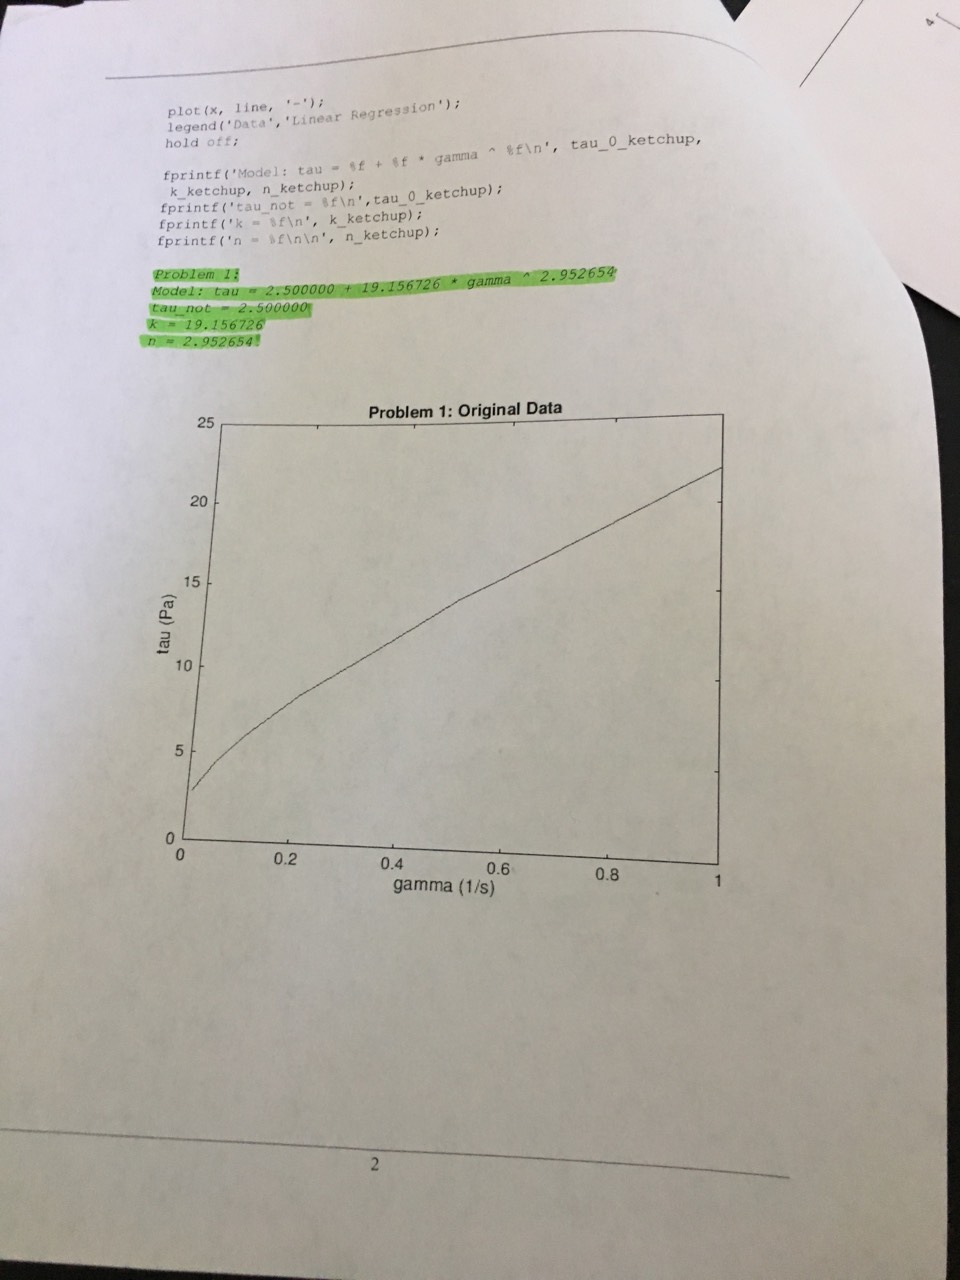 plot(x, line, '-');
legend('Data','Linear Regression');
hold off;
fprintf('Model: tau = %f + %f * gamma ^ %f\n', tau_0_ketchup,
k_ketchup, n_ketchup);
fprintf('tau_not = %f\n',tau_0_ketchup);
fprintf('k = %f\n', k_ketchup);
fprintf('n = %f\n\n', n_ketchup);
Problem 1:
Model: tau = 2.500000 + 19.156726 * gamma ^ 2.952654
tau_not = 2.500000
k = 19.156726
n = 2.952654
Problem 1: Original Data
25
20
15
10
5
0
tau (Pa)
0 0.2 0.4 0.6 0.8 1
gamma (1/s)
2
4